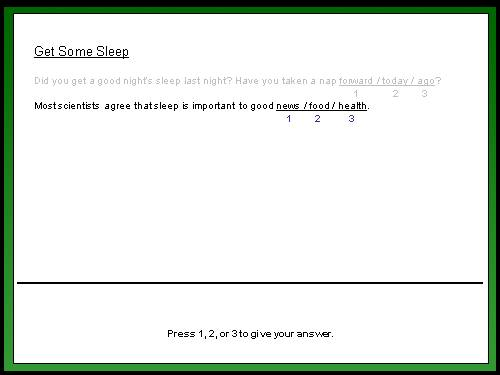 Get Some Sleep
Did you get a good night's sleep last night? Have you taken a nap forward / today / ago?
1 2 3
Most scientists agree that sleep is important to good news / food / health.
1 2 3
Press 1, 2, or 3 to give your answer.